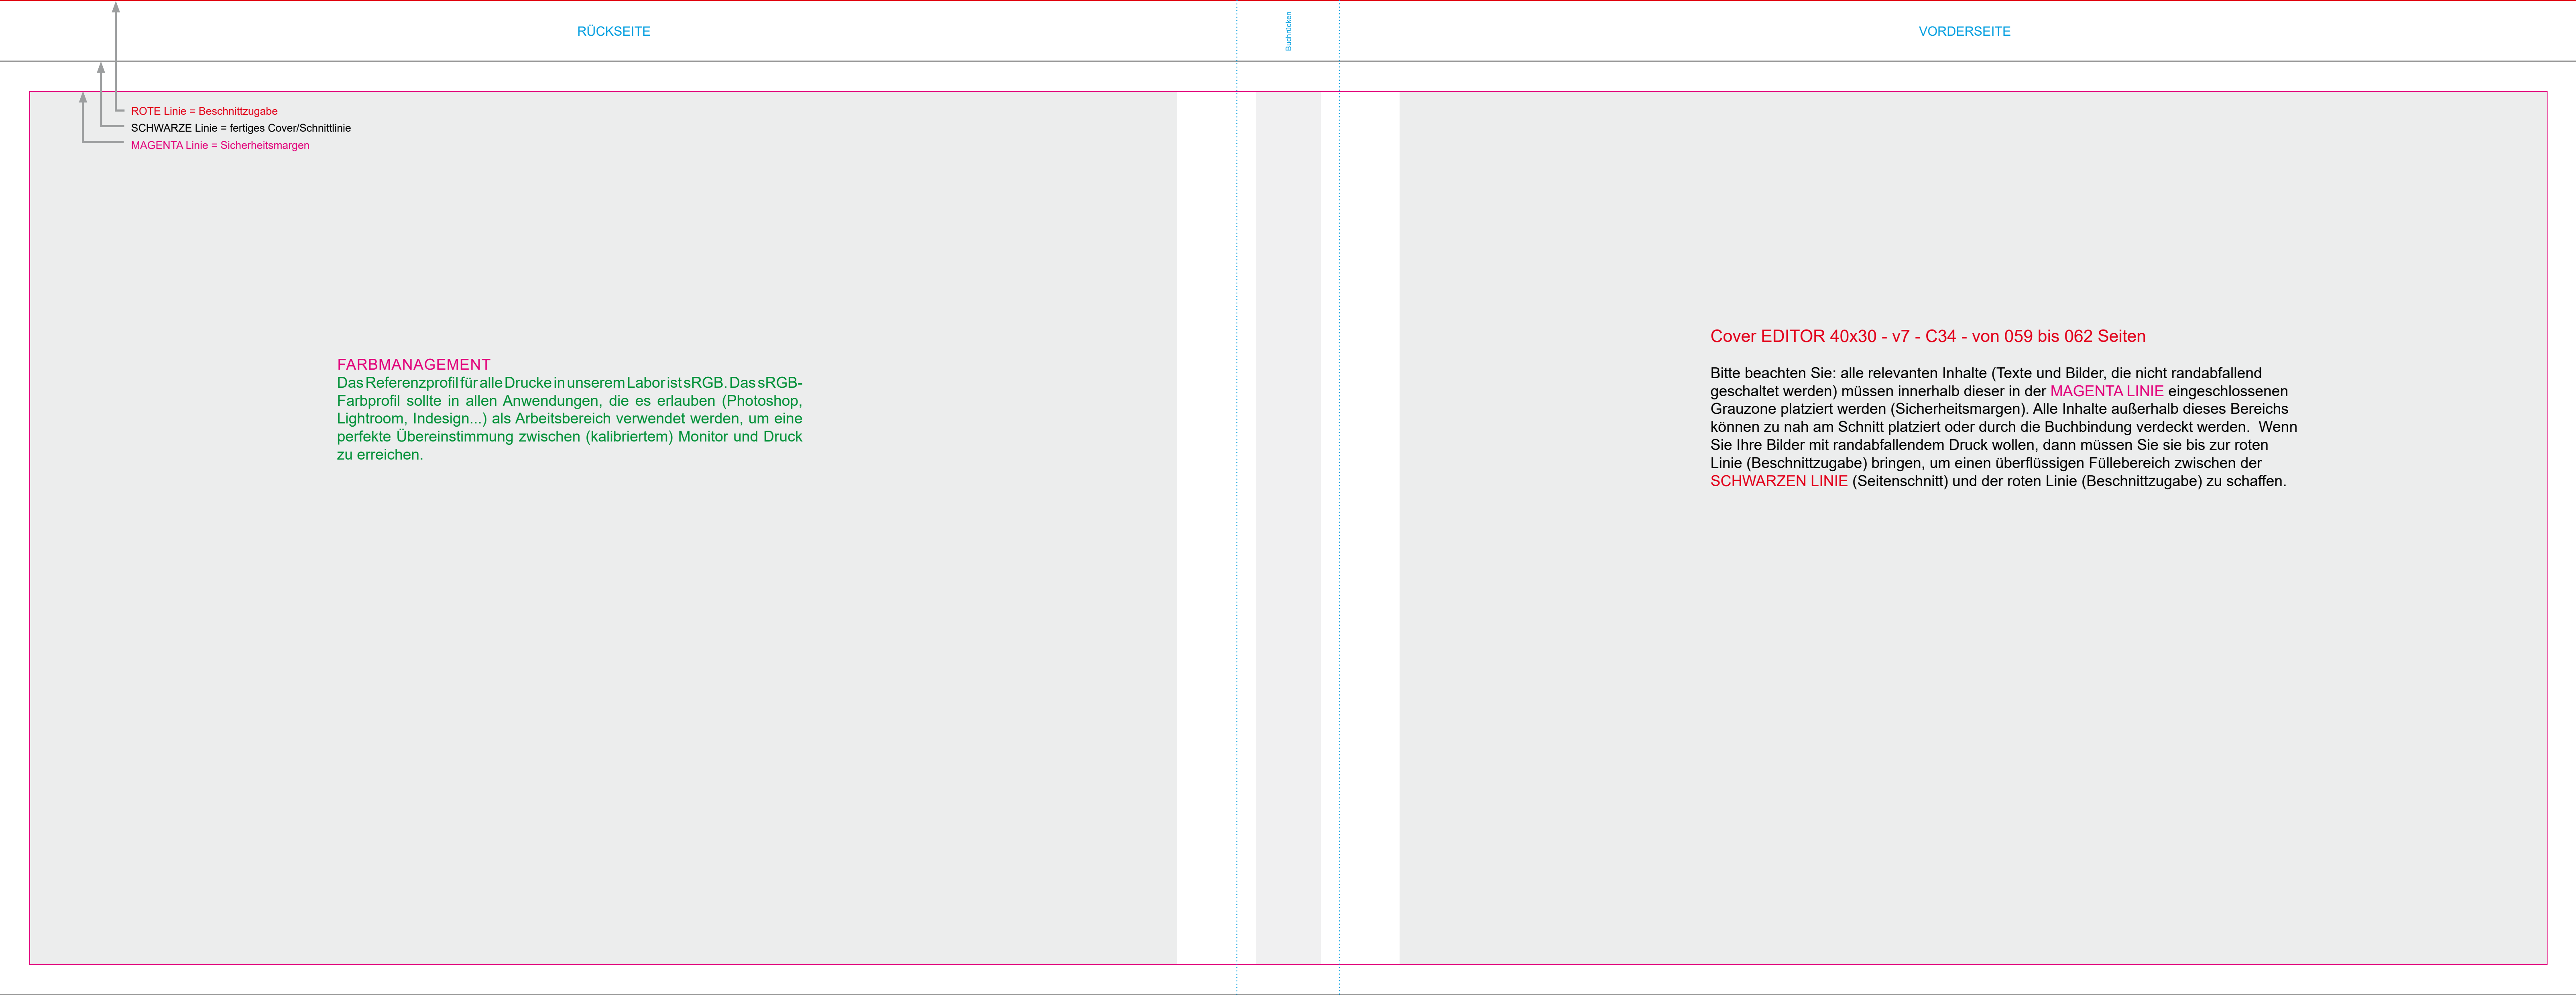 RÜCKSEITE
Buchrücken
VORDERSEITE
ROTE Linie = Beschnittzugabe
SCHWARZE Linie = fertiges Cover/Schnittlinie
MAGENTA Linie = Sicherheitsmargen
FARBMANAGEMENT
Das Referenzprofil für alle Drucke in unserem Labor ist sRGB. Das sRGB-
Farbprofil sollte in allen Anwendungen, die es erlauben (Photoshop,
Lightroom, Indesign...) als Arbeitsbereich verwendet werden, um eine
perfekte Übereinstimmung zwischen (kalibriertem) Monitor und Druck
zu erreichen.
Cover EDITOR 40x30 - v7 - C34 - von 059 bis 062 Seiten
Bitte beachten Sie: alle relevanten Inhalte (Texte und Bilder, die nicht randabfallend
geschaltet werden) müssen innerhalb dieser in der MAGENTA LINIE eingeschlossenen
Grauzone platziert werden (Sicherheitsmargen). Alle Inhalte außerhalb dieses Bereichs
können zu nah am Schnitt platziert oder durch die Buchbindung verdeckt werden.  Wenn
Sie Ihre Bilder mit randabfallendem Druck wollen, dann müssen Sie sie bis zur roten
Linie (Beschnittzugabe) bringen, um einen überflüssigen Füllebereich zwischen der
SCHWARZEN LINIE (Seitenschnitt) und der roten Linie (Beschnittzugabe) zu schaffen.